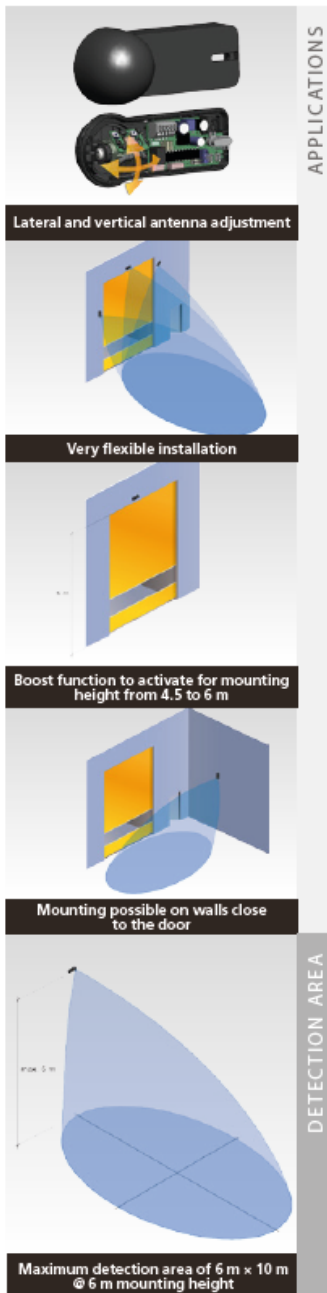 APPLICATIONS
Lateral and vertical antenna adjustment
Very flexible installation
Boost function to activate for mounting
height from 4.5 to 6 m
Mounting possible on walls close
to the door
DETECTION AREA
Maximum detection area of 6 m × 10 m
@ 6 m mounting height